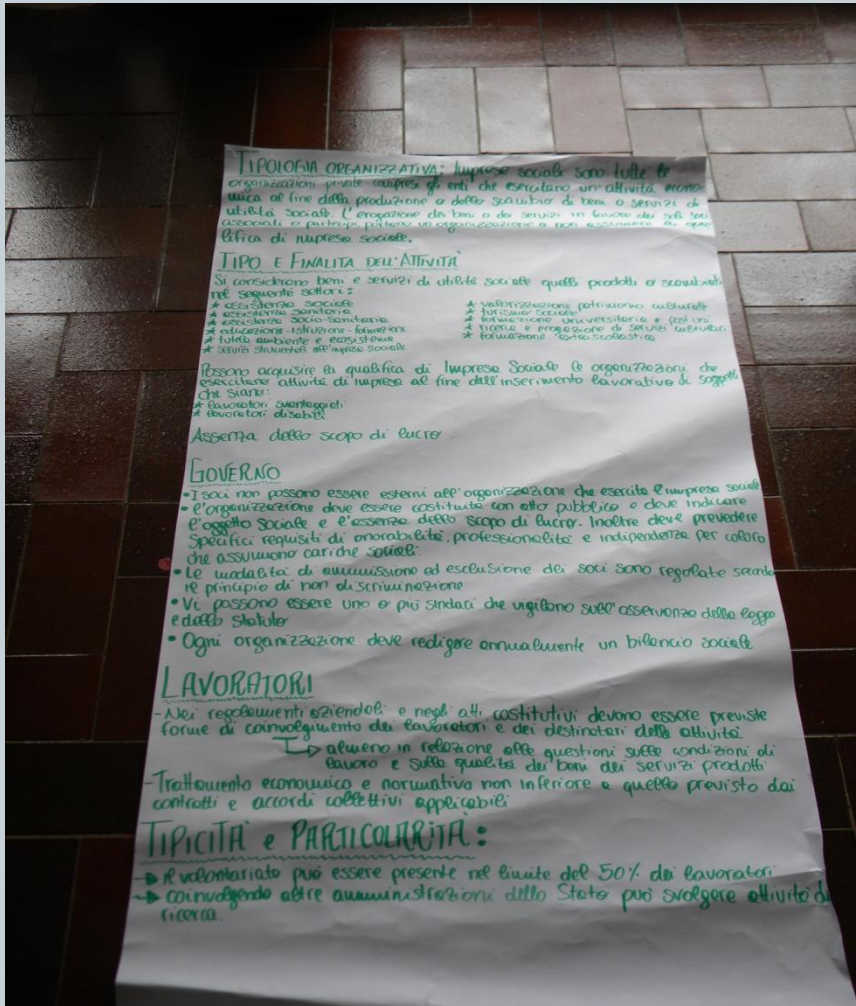 TIPOLOGIA ORGANIZZATIVA: Imprese sociali sono tutte le
organizzazioni private compresi gli enti che esercitano un'attività econo-
mica al fine della produzione o dello scambio di beni o servizi di
utilità sociale. L'erogazione dei beni o dei servizi in favore dei soli soci
associati o partecipi, portano un'organizzazione a non assumere la qua-
lifica di impresa sociale.
TIPO E FINALITÀ DELL'ATTIVITÀ
Si considerano beni e servizi di utilità sociale quelli prodotti o scambiati
nel seguente settori:
* assistenza sociale
* assistenza sanitaria
* assistenza socio-sanitaria
* educazione-istruzione-formazione
* tutela ambiente e ecosistema
* servizi strumentali all'impresa sociale
* valorizzazione patrimonio culturale
* turismo sociale
* formazione universitaria e post uni
* ricerca e erogazione di servizi culturali
* formazione extra scolastica
Possono acquisire la qualifica di Impresa Sociale le organizzazioni che
esercitano attività di impresa al fine dell'inserimento lavorativo di soggetti
che siano:
* lavoratori svantaggiati
* lavoratori disabili
Assenza dello scopo di lucro
GOVERNO
• I soci non possono essere esterni all'organizzazione che esercita l'impresa sociale
• l'organizzazione deve essere costituita con atto pubblico e deve indicare
l'oggetto sociale e l'assenza dello scopo di lucro. Inoltre deve prevedere
specifici requisiti di onorabilità, professionalità e indipendenza per coloro
che assumono cariche sociali
• Le modalità di ammissione ed esclusione dei soci sono regolate secondo
il principio di non discriminazione
• Vi possono essere uno o più sindaci che vigilano sull'osservanza della legge
e dello statuto
• Ogni organizzazione deve redigere annualmente un bilancio sociale
LAVORATORI
- Nei regolamenti aziendali e negli atti costitutivi devono essere previste
forme di coinvolgimento dei lavoratori e dei destinatari delle attività
almeno in relazione alle questioni sulle condizioni di
lavoro e sulla qualità dei beni dei servizi prodotti
- Trattamento economico e normativo non inferiore a quello previsto dai
contratti e accordi collettivi applicabili
TIPICITÀ e PARTICOLARITÀ:
→ Il volontariato può essere presente nel limite del 50% dei lavoratori
→ coinvolgendo altre amministrazioni dello Stato può svolgere attività di
ricerca.